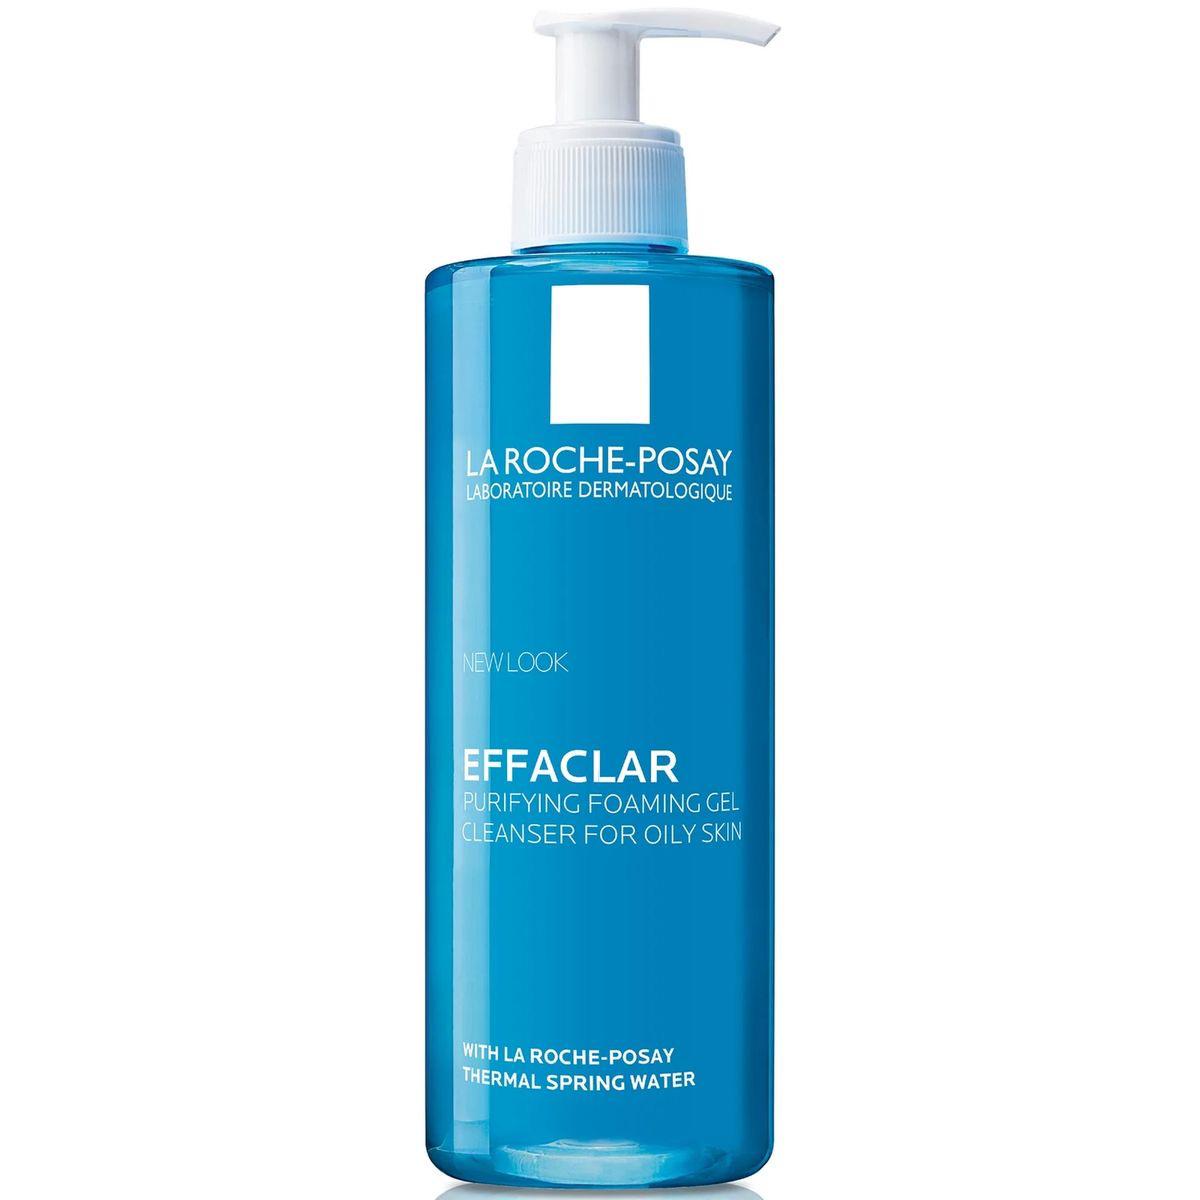 LA ROCHE-POSAY
LABORATOIRE DERMATOLOGIQUE
NEW LOOK
EFFACLAR
PURIFYING FOAMING GEL
CLEANSER FOR OILY SKIN
WITH LA ROCHE-POSAY
THERMAL SPRING WATER